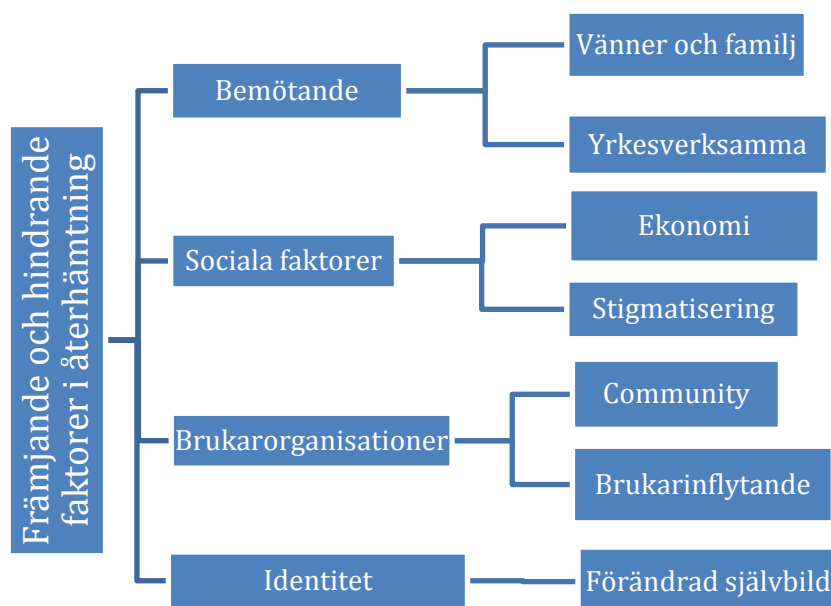 Främjande och hindrande
faktorer i återhämtning
Bemötande
Vänner och familj
Yrkesverksamma
Sociala faktorer
Ekonomi
Stigmatisering
Brukarorganisationer
Community
Brukarinflytande
Identitet
Förändrad självbild